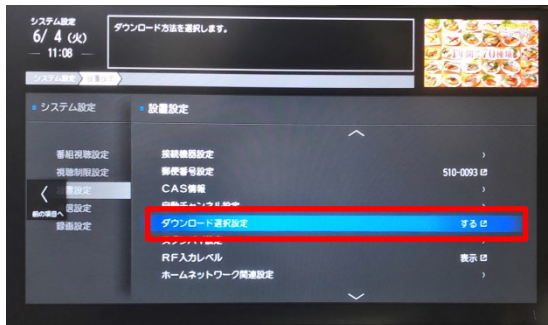 システム設定
6/ 4 (火)
11:08
ダウンロード方法を選択します。
システム設定
設置設定
システム設定
設置設定
番組視聴設定
視聴制限設定
設定
録画設定
前の項目へ
接続機器設定
郵便番号設定 510-0093
CAS情報
ダウンロード選択設定 する
RF入力レベル 表示
ホームネットワーク関連設定